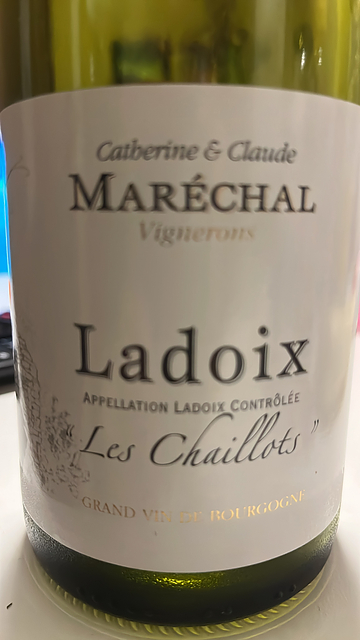 Catherine & Claude
MARÉCHAL
Vignerons
Ladoix
APPELLATION LADOIX CONTRÔLÉE
"Les Chaillots"
GRAND VIN DE BOURGOGNE